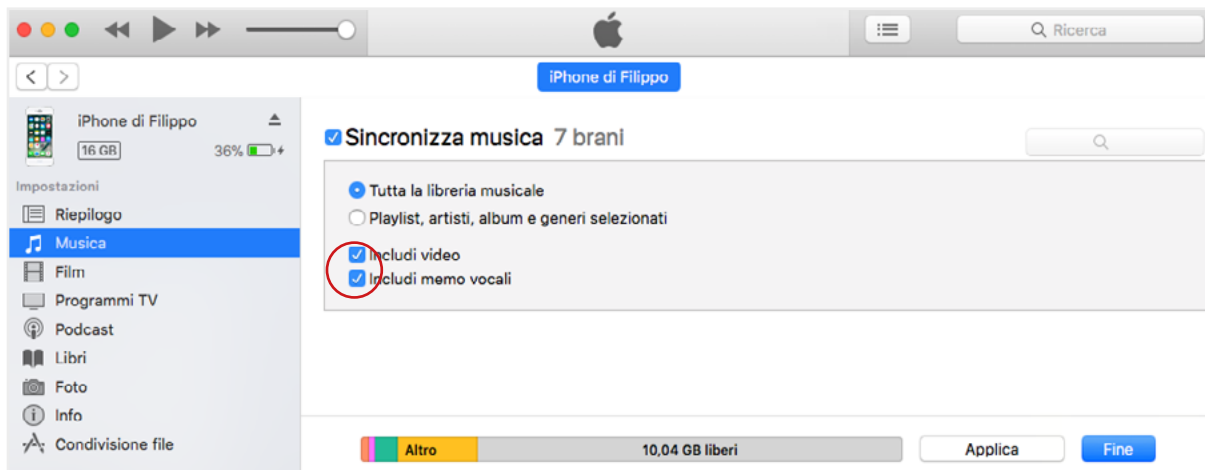 Ricerca
iPhone di Filippo
iPhone di Filippo
16 GB
36%
Impostazioni
Riepilogo
Musica
Film
Programmi TV
Podcast
Libri
Foto
Info
Condivisione file
Sincronizza musica 7 brani
Tutta la libreria musicale
Playlist, artisti, album e generi selezionati
Includi video
Includi memo vocali
Altro
10,04 GB liberi
Applica
Fine